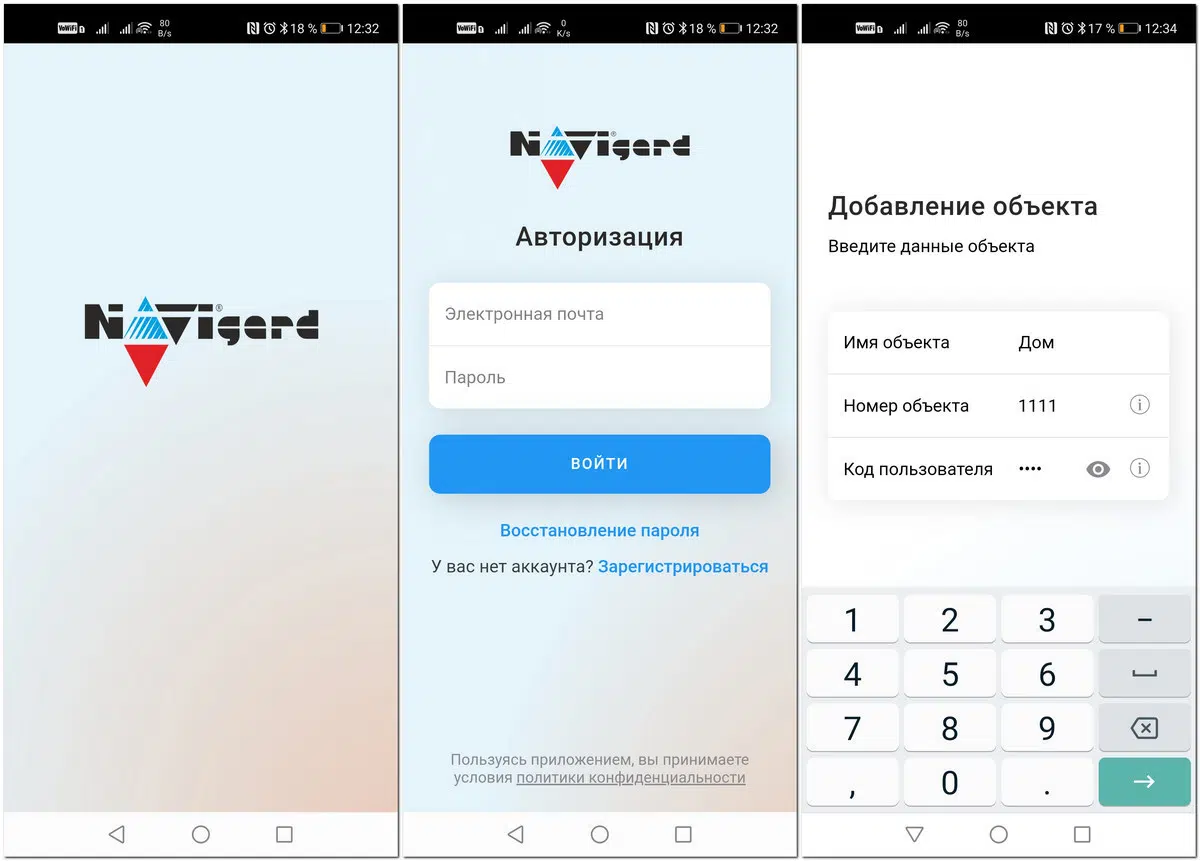 VoWiFi 80 B/s 18 % 12:32
Navigard®
VoWiFi 0 K/s 18 % 12:32
Navigard®
Авторизация
Электронная почта
Пароль
ВОЙТИ
Восстановление пароля
У вас нет аккаунта? Зарегистрироваться
Пользуясь приложением, вы принимаете
условия политики конфиденциальности
VoWiFi 80 B/s 17 % 12:34
Добавление объекта
Введите данные объекта
Имя объекта Дом
Номер объекта 1111
Код пользователя ••••
1 2 3 –
4 5 6
7 8 9
, 0 .